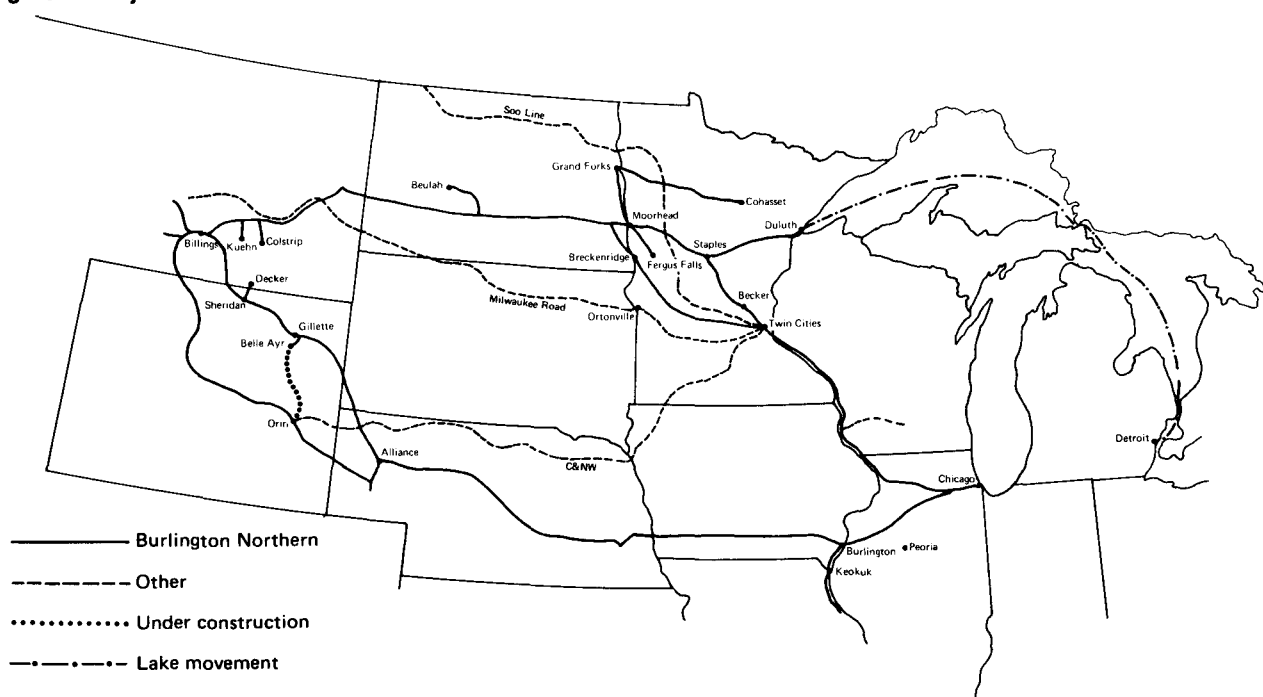 Soo Line
Grand Forks
Beulah
Cohasset
Moorhead
Duluth
Staples
Billings
Kuehn
Colstrip
Breckenridge
Fergus Falls
Decker
Becker
Sheridan
Milwaukee Road
Ortonville
Twin Cities
Gillette
Belle Ayr
Orin
Detroit
Alliance
C&NW
Chicago
Burlington Northern
Burlington
Peoria
Keokuk
Other
Under construction
Lake movement